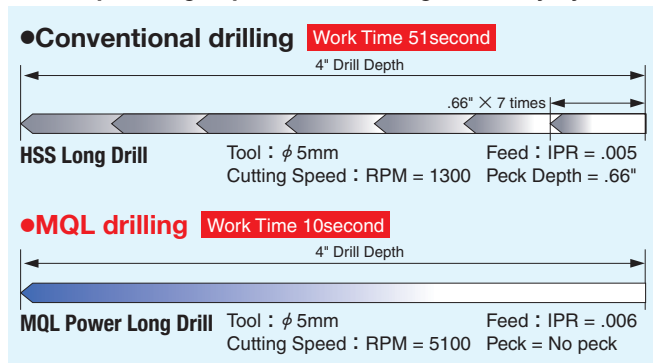 ●Conventional drilling Work Time 51second
4" Drill Depth
.66" × 7 times
HSS Long Drill Tool：φ5mm Feed：IPR = .005
Cutting Speed：RPM = 1300 Peck Depth = .66"
●MQL drilling Work Time 10second
4" Drill Depth
MQL Power Long Drill Tool：φ5mm Feed：IPR = .006
Cutting Speed：RPM = 5100 Peck = No peck